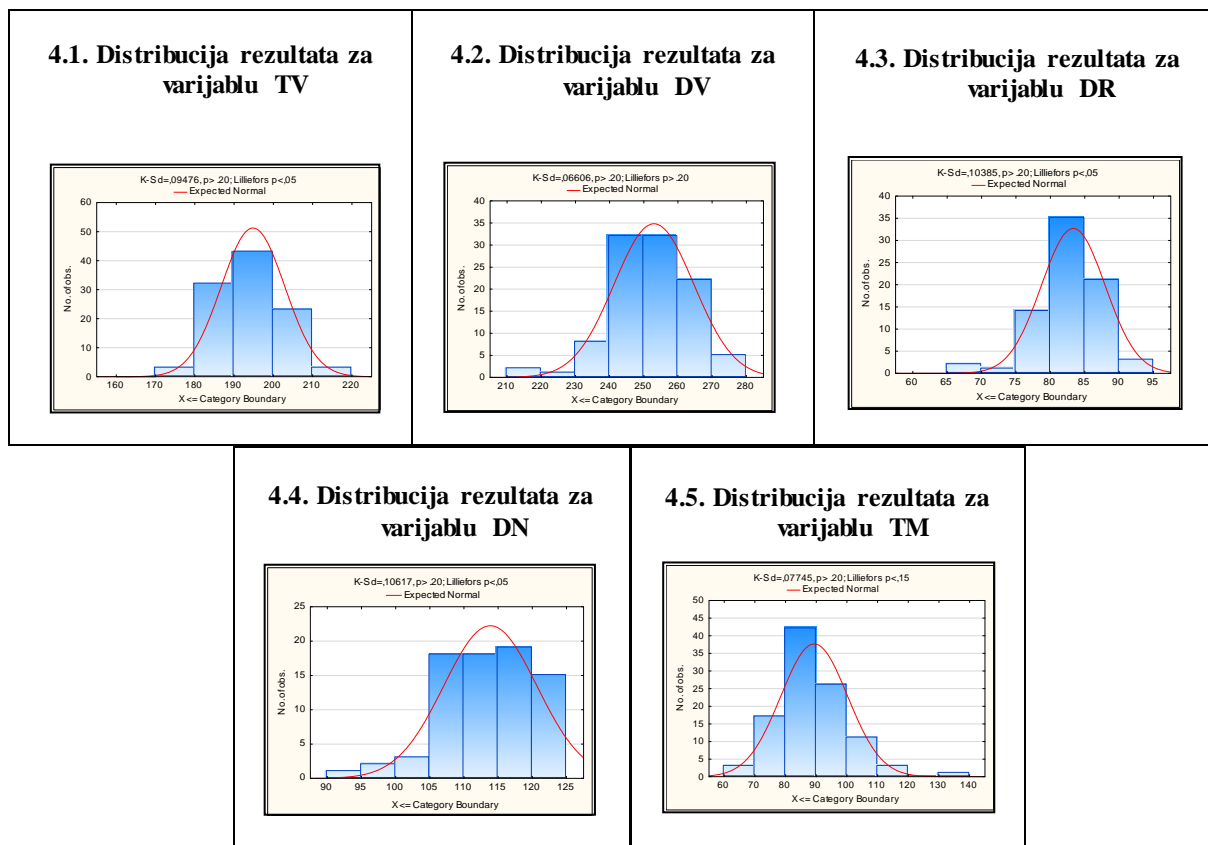 4.1. Distribucija rezultata za
varijablu TV
K-S d=,09476, p> .20; Lilliefors p<,05
Expected Normal
60
50
40
30
20
10
0
No. of obs.
160 170 180 190 200 210 220
X <= Category Boundary
4.2. Distribucija rezultata za
varijablu DV
K-S d=,06606, p> .20; Lilliefors p> .20
Expected Normal
40
35
30
25
20
15
10
5
0
No. of obs.
210 220 230 240 250 260 270 280
X <= Category Boundary
4.3. Distribucija rezultata za
varijablu DR
K-S d=,10385, p> .20; Lilliefors p<,05
Expected Normal
40
35
30
25
20
15
10
5
0
No. of obs.
60 65 70 75 80 85 90 95
X <= Category Boundary
4.4. Distribucija rezultata za
varijablu DN
K-S d=,10617, p> .20; Lilliefors p<,05
Expected Normal
25
20
15
10
5
0
No. of obs.
90 95 100 105 110 115 120 125
X <= Category Boundary
4.5. Distribucija rezultata za
varijablu TM
K-S d=,07745, p> .20; Lilliefors p<,15
Expected Normal
50
45
40
35
30
25
20
15
10
5
0
No. of obs.
60 70 80 90 100 110 120 130 140
X <= Category Boundary